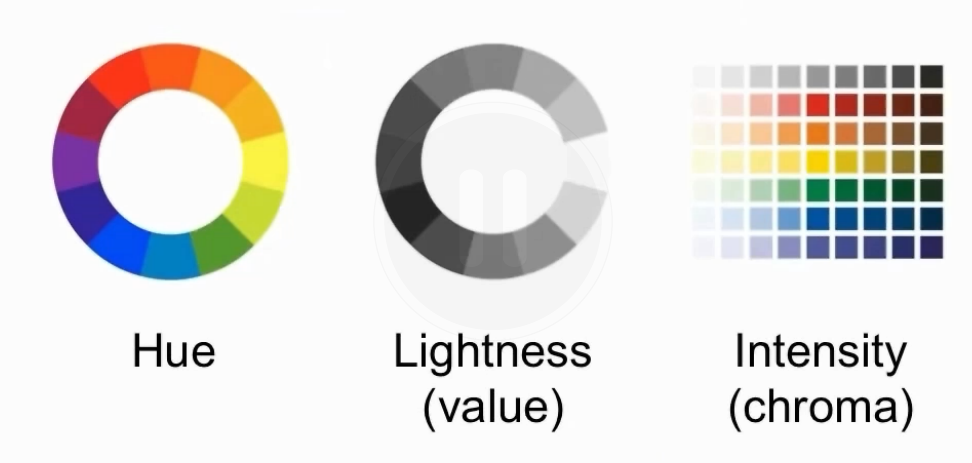 Hue
Lightness
(value)
Intensity
(chroma)